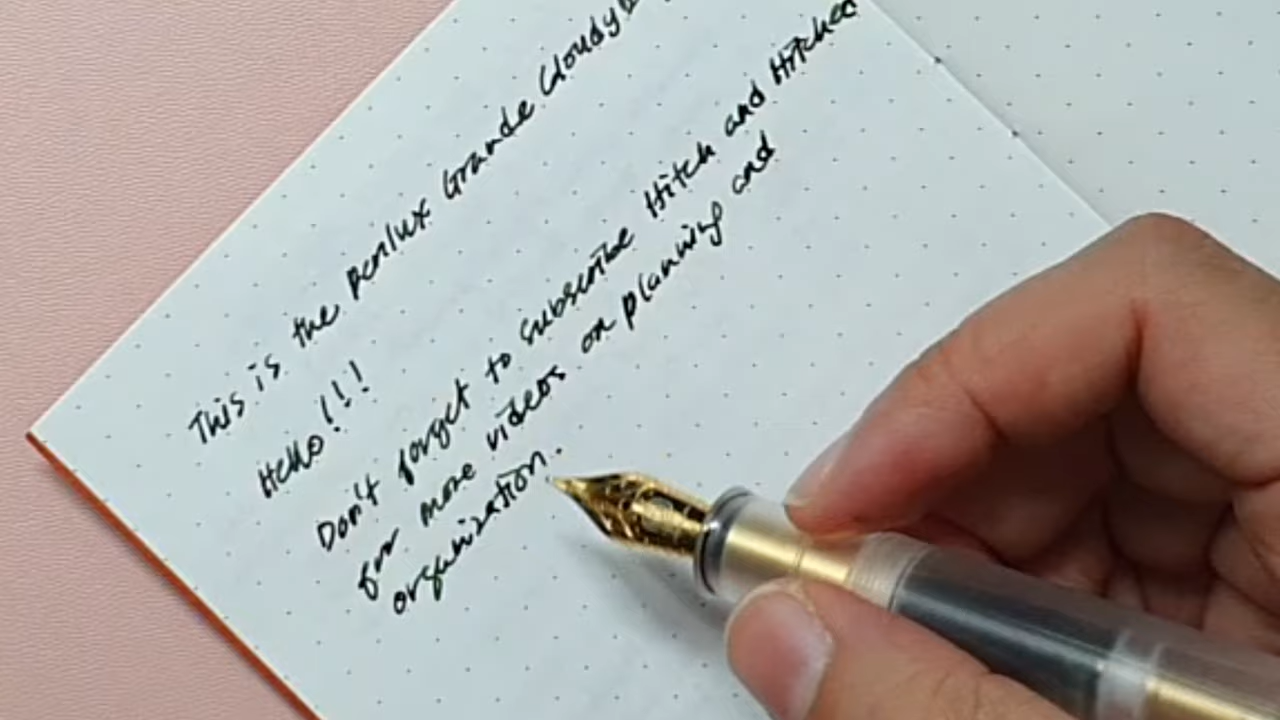 This is the Penlux Grande Cloudy
Hello!!!
Don't forget to subscribe Hitch and Hitched
for more videos on planning and
organization.